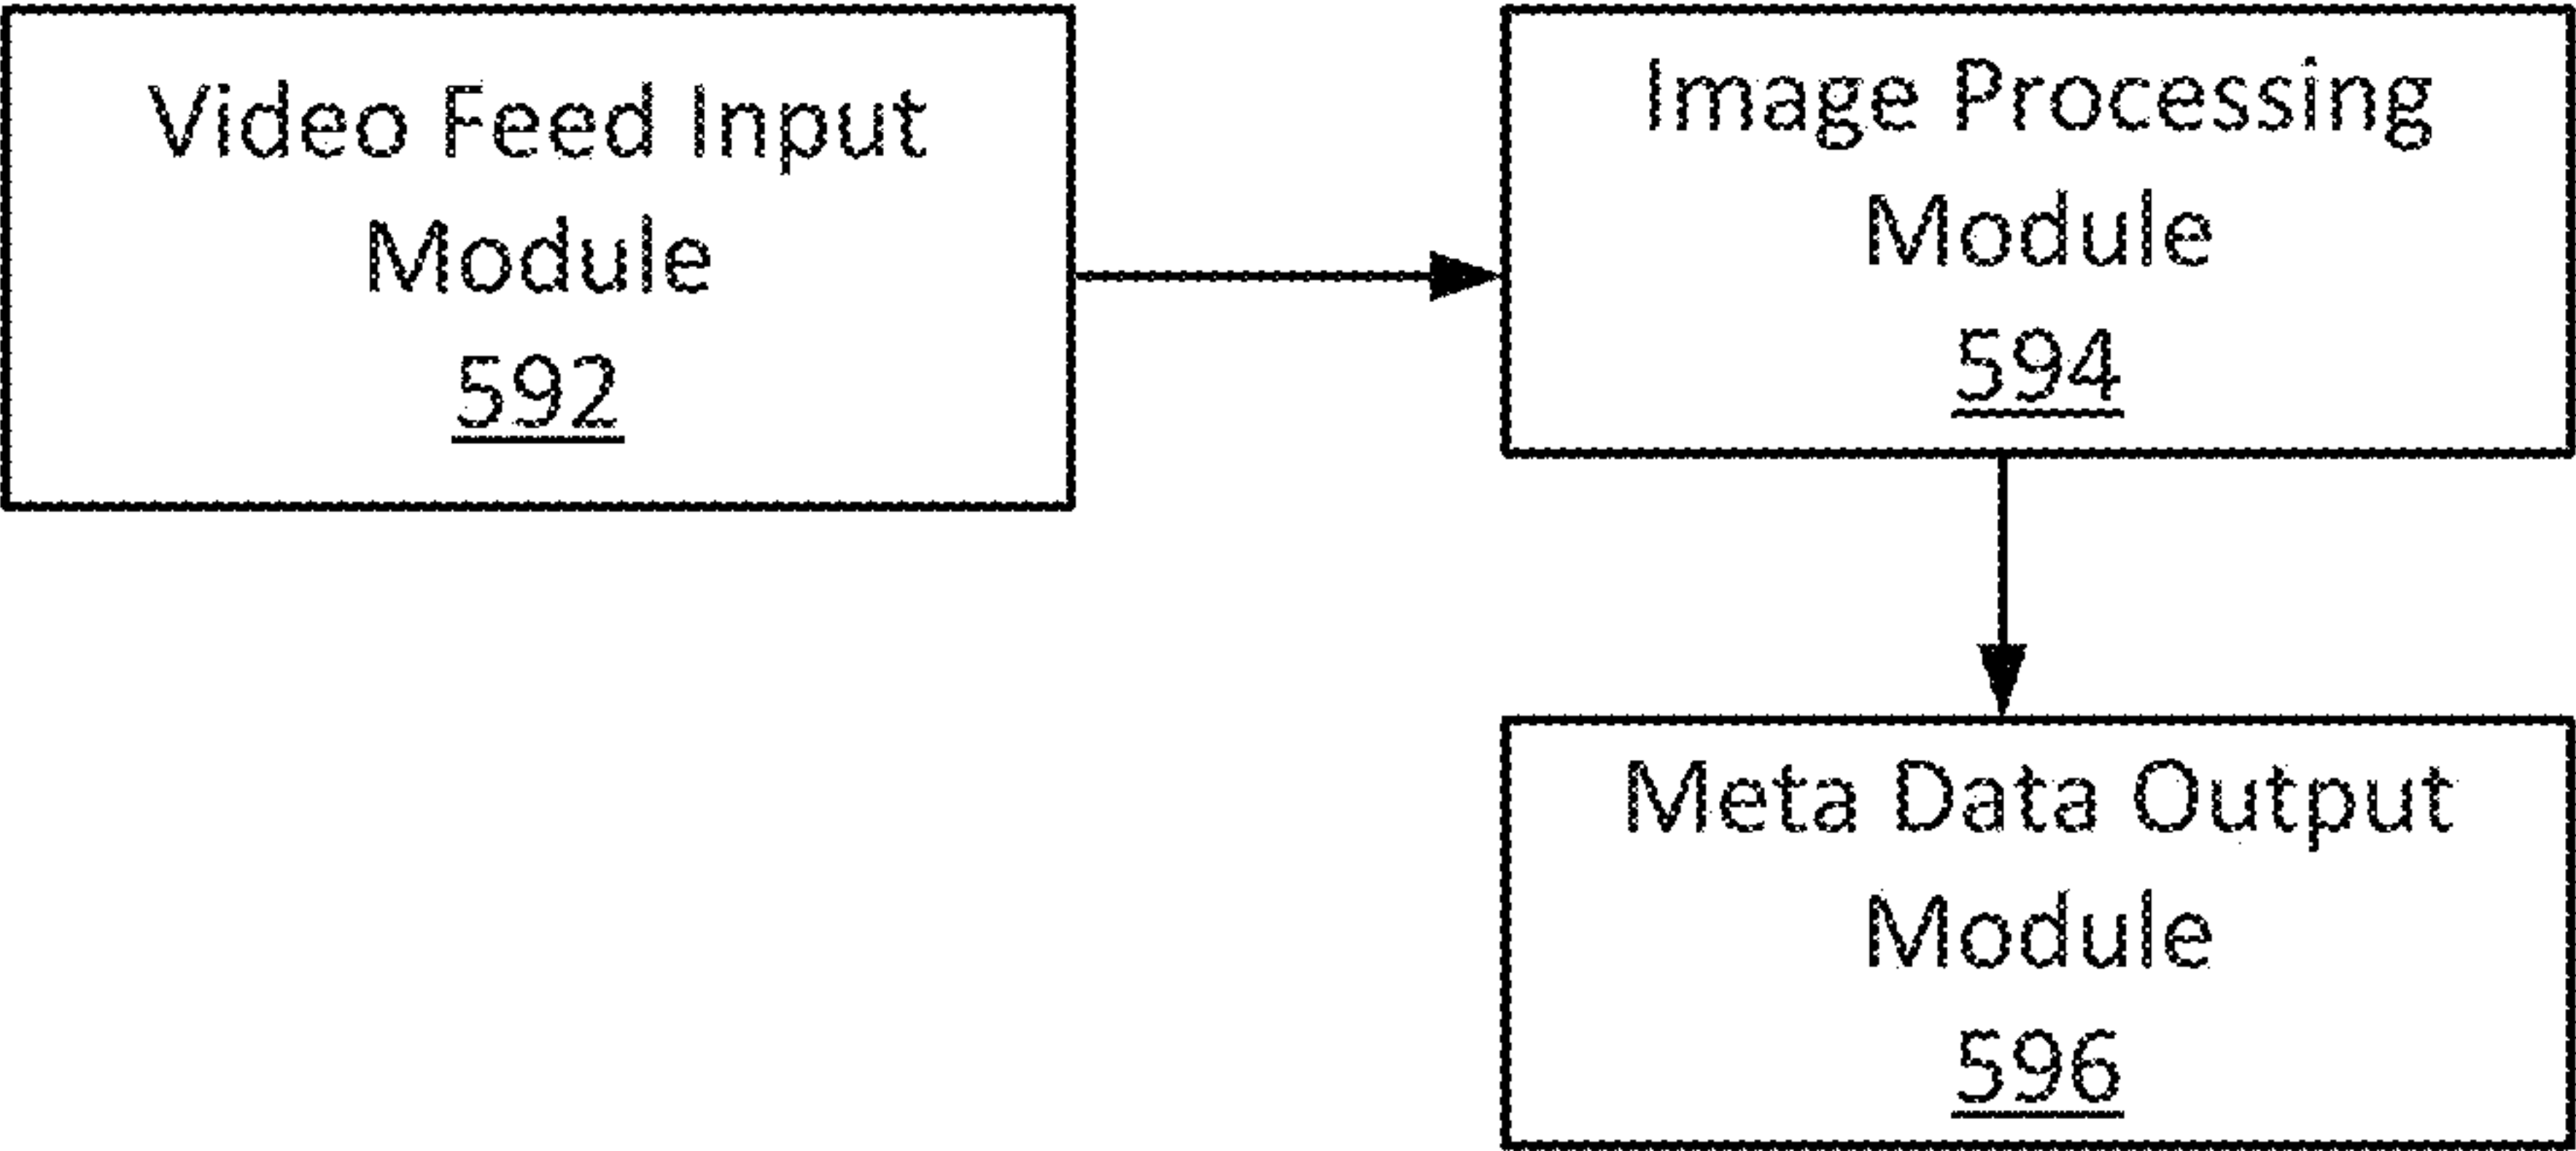 Video Feed Input
Module
592
Image Processing
Module
594
Meta Data Output
Module
596